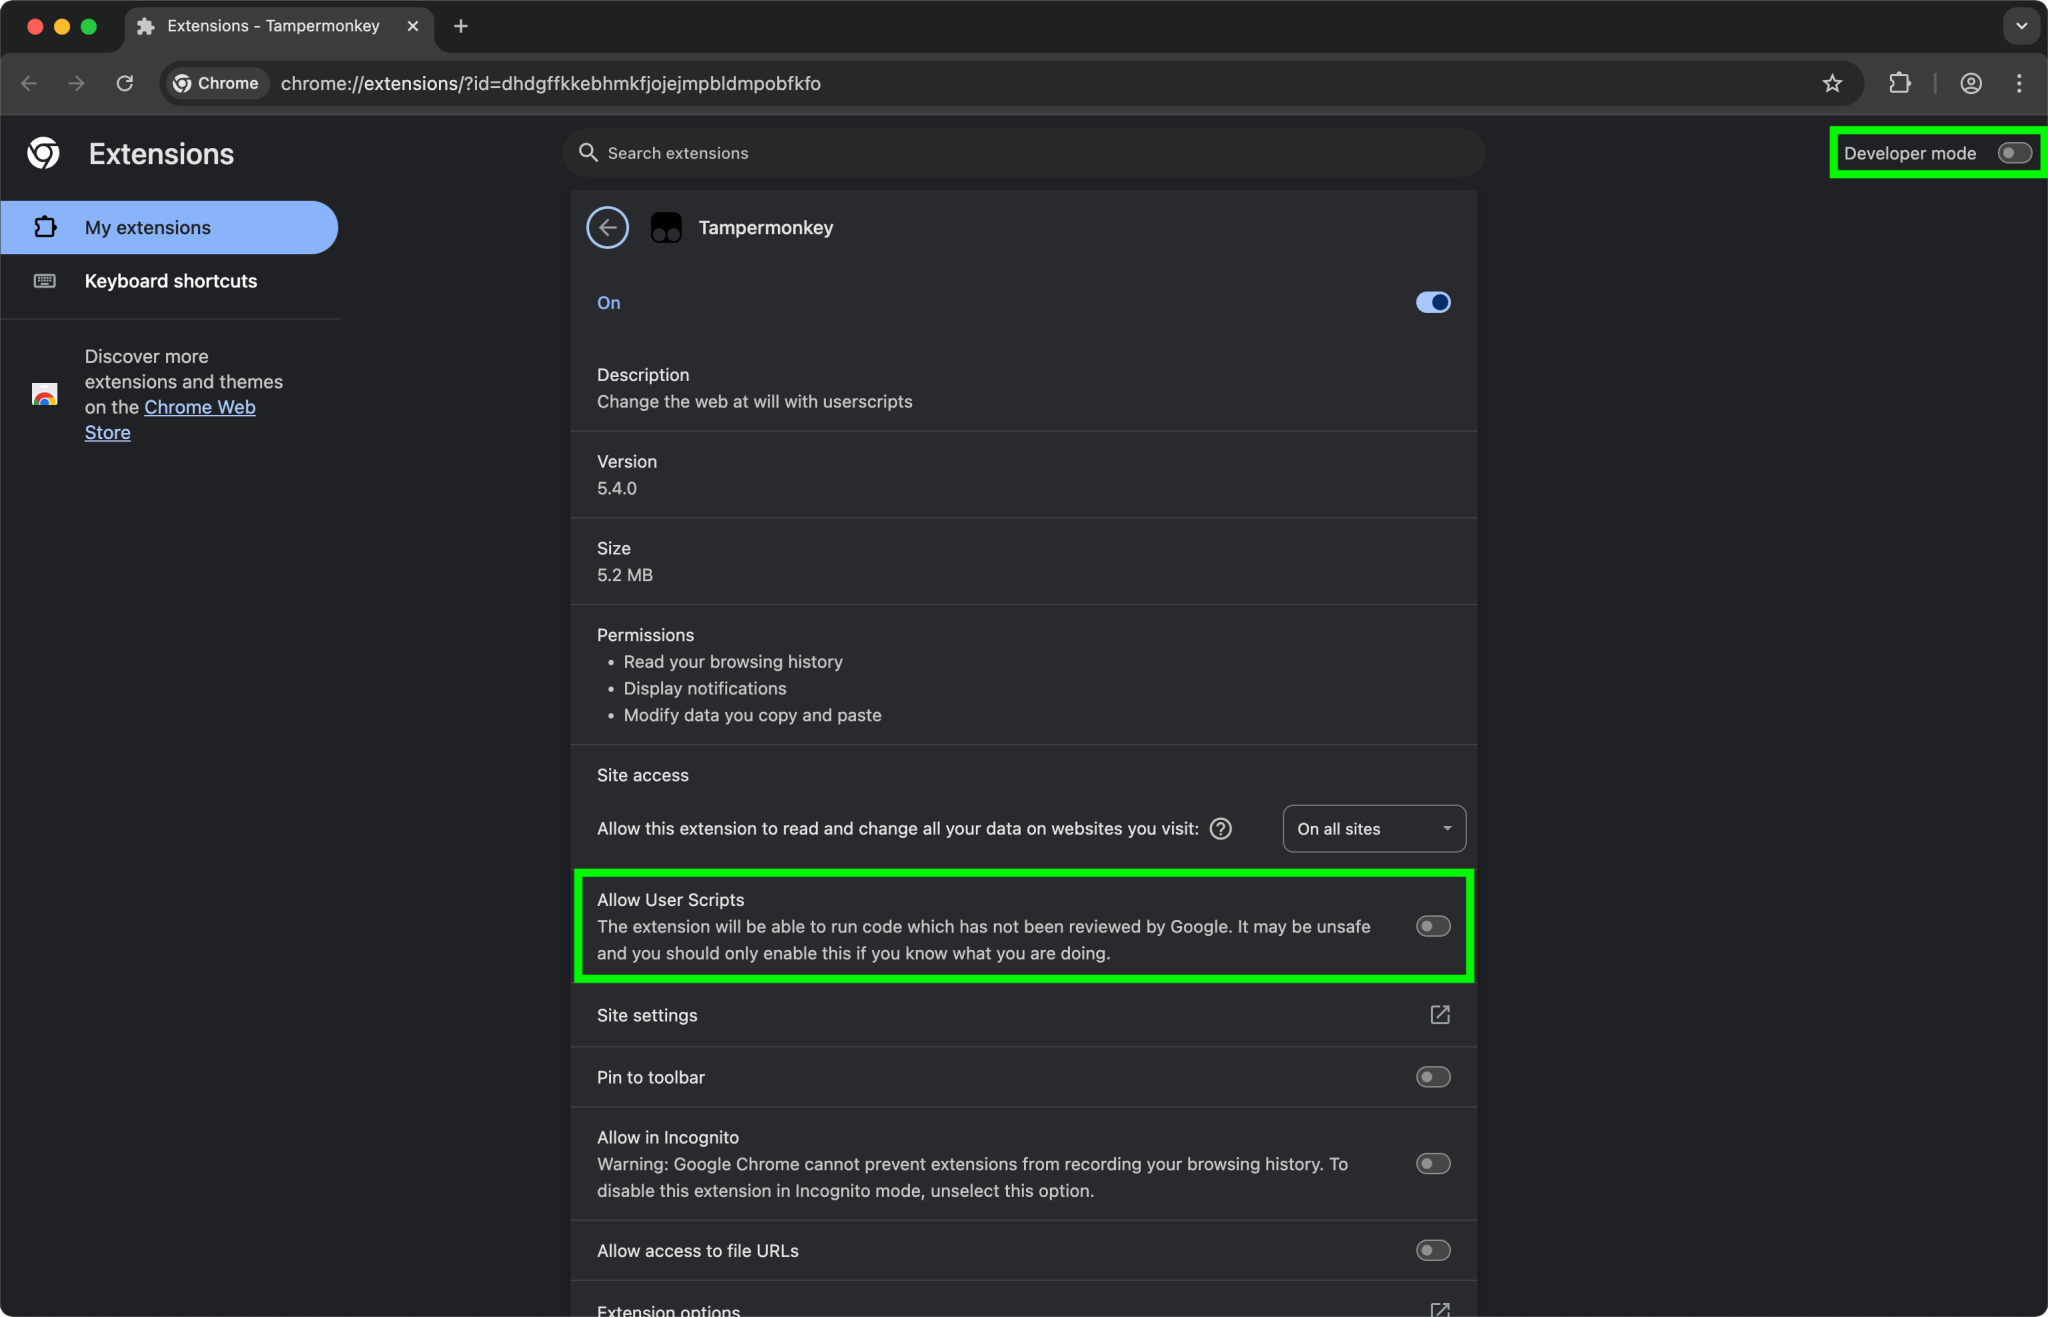 Extensions - Tampermonkey
Chrome
chrome://extensions/?id=dhdgffkkebhmkfjojejmpbldmpobfkfo
Extensions
Search extensions
Developer mode
My extensions
Keyboard shortcuts
Discover more
extensions and themes
on the Chrome Web
Store
Tampermonkey
On
Description
Change the web at will with userscripts
Version
5.4.0
Size
5.2 MB
Permissions
• Read your browsing history
• Display notifications
• Modify data you copy and paste
Site access
Allow this extension to read and change all your data on websites you visit:
On all sites
Allow User Scripts
The extension will be able to run code which has not been reviewed by Google. It may be unsafe
and you should only enable this if you know what you are doing.
Site settings
Pin to toolbar
Allow in Incognito
Warning: Google Chrome cannot prevent extensions from recording your browsing history. To
disable this extension in Incognito mode, unselect this option.
Allow access to file URLs
Extension options